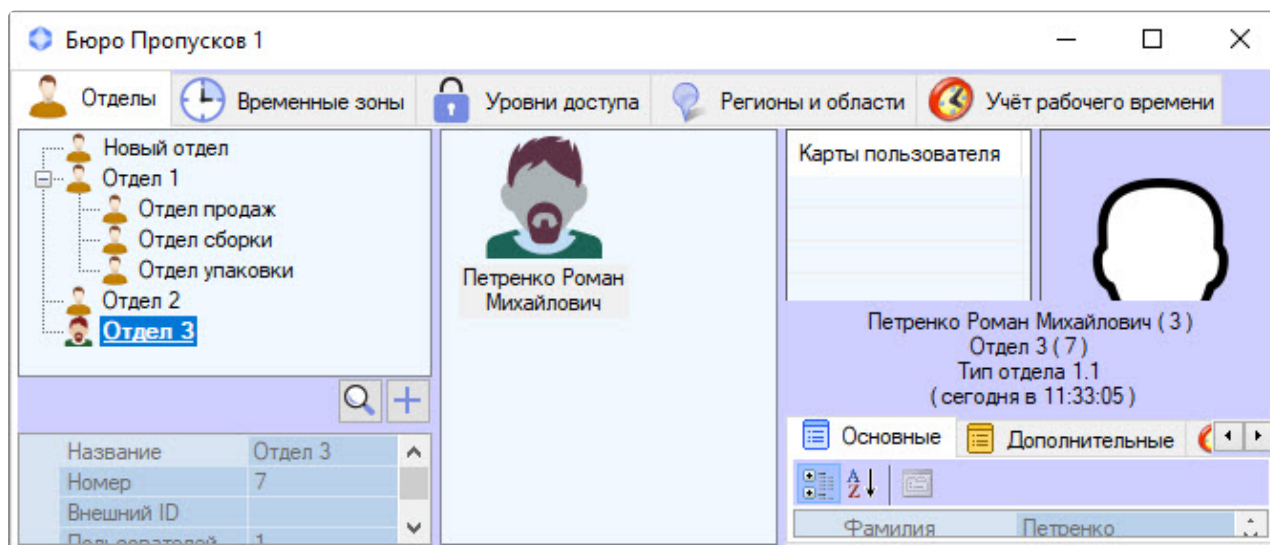 Бюро Пропусков 1
Отделы
Временные зоны
Уровни доступа
Регионы и области
Учёт рабочего времени
Новый отдел
Отдел 1
Отдел продаж
Отдел сборки
Отдел упаковки
Отдел 2
Отдел 3
Название Отдел 3
Номер 7
Внешний ID
Пользователей 1
Петренко Роман
Михайлович
Карты пользователя
Петренко Роман Михайлович ( 3 )
Отдел 3 ( 7 )
Тип отдела 1.1
( сегодня в 11:33:05 )
Основные
Дополнительные
Фамилия Петренко